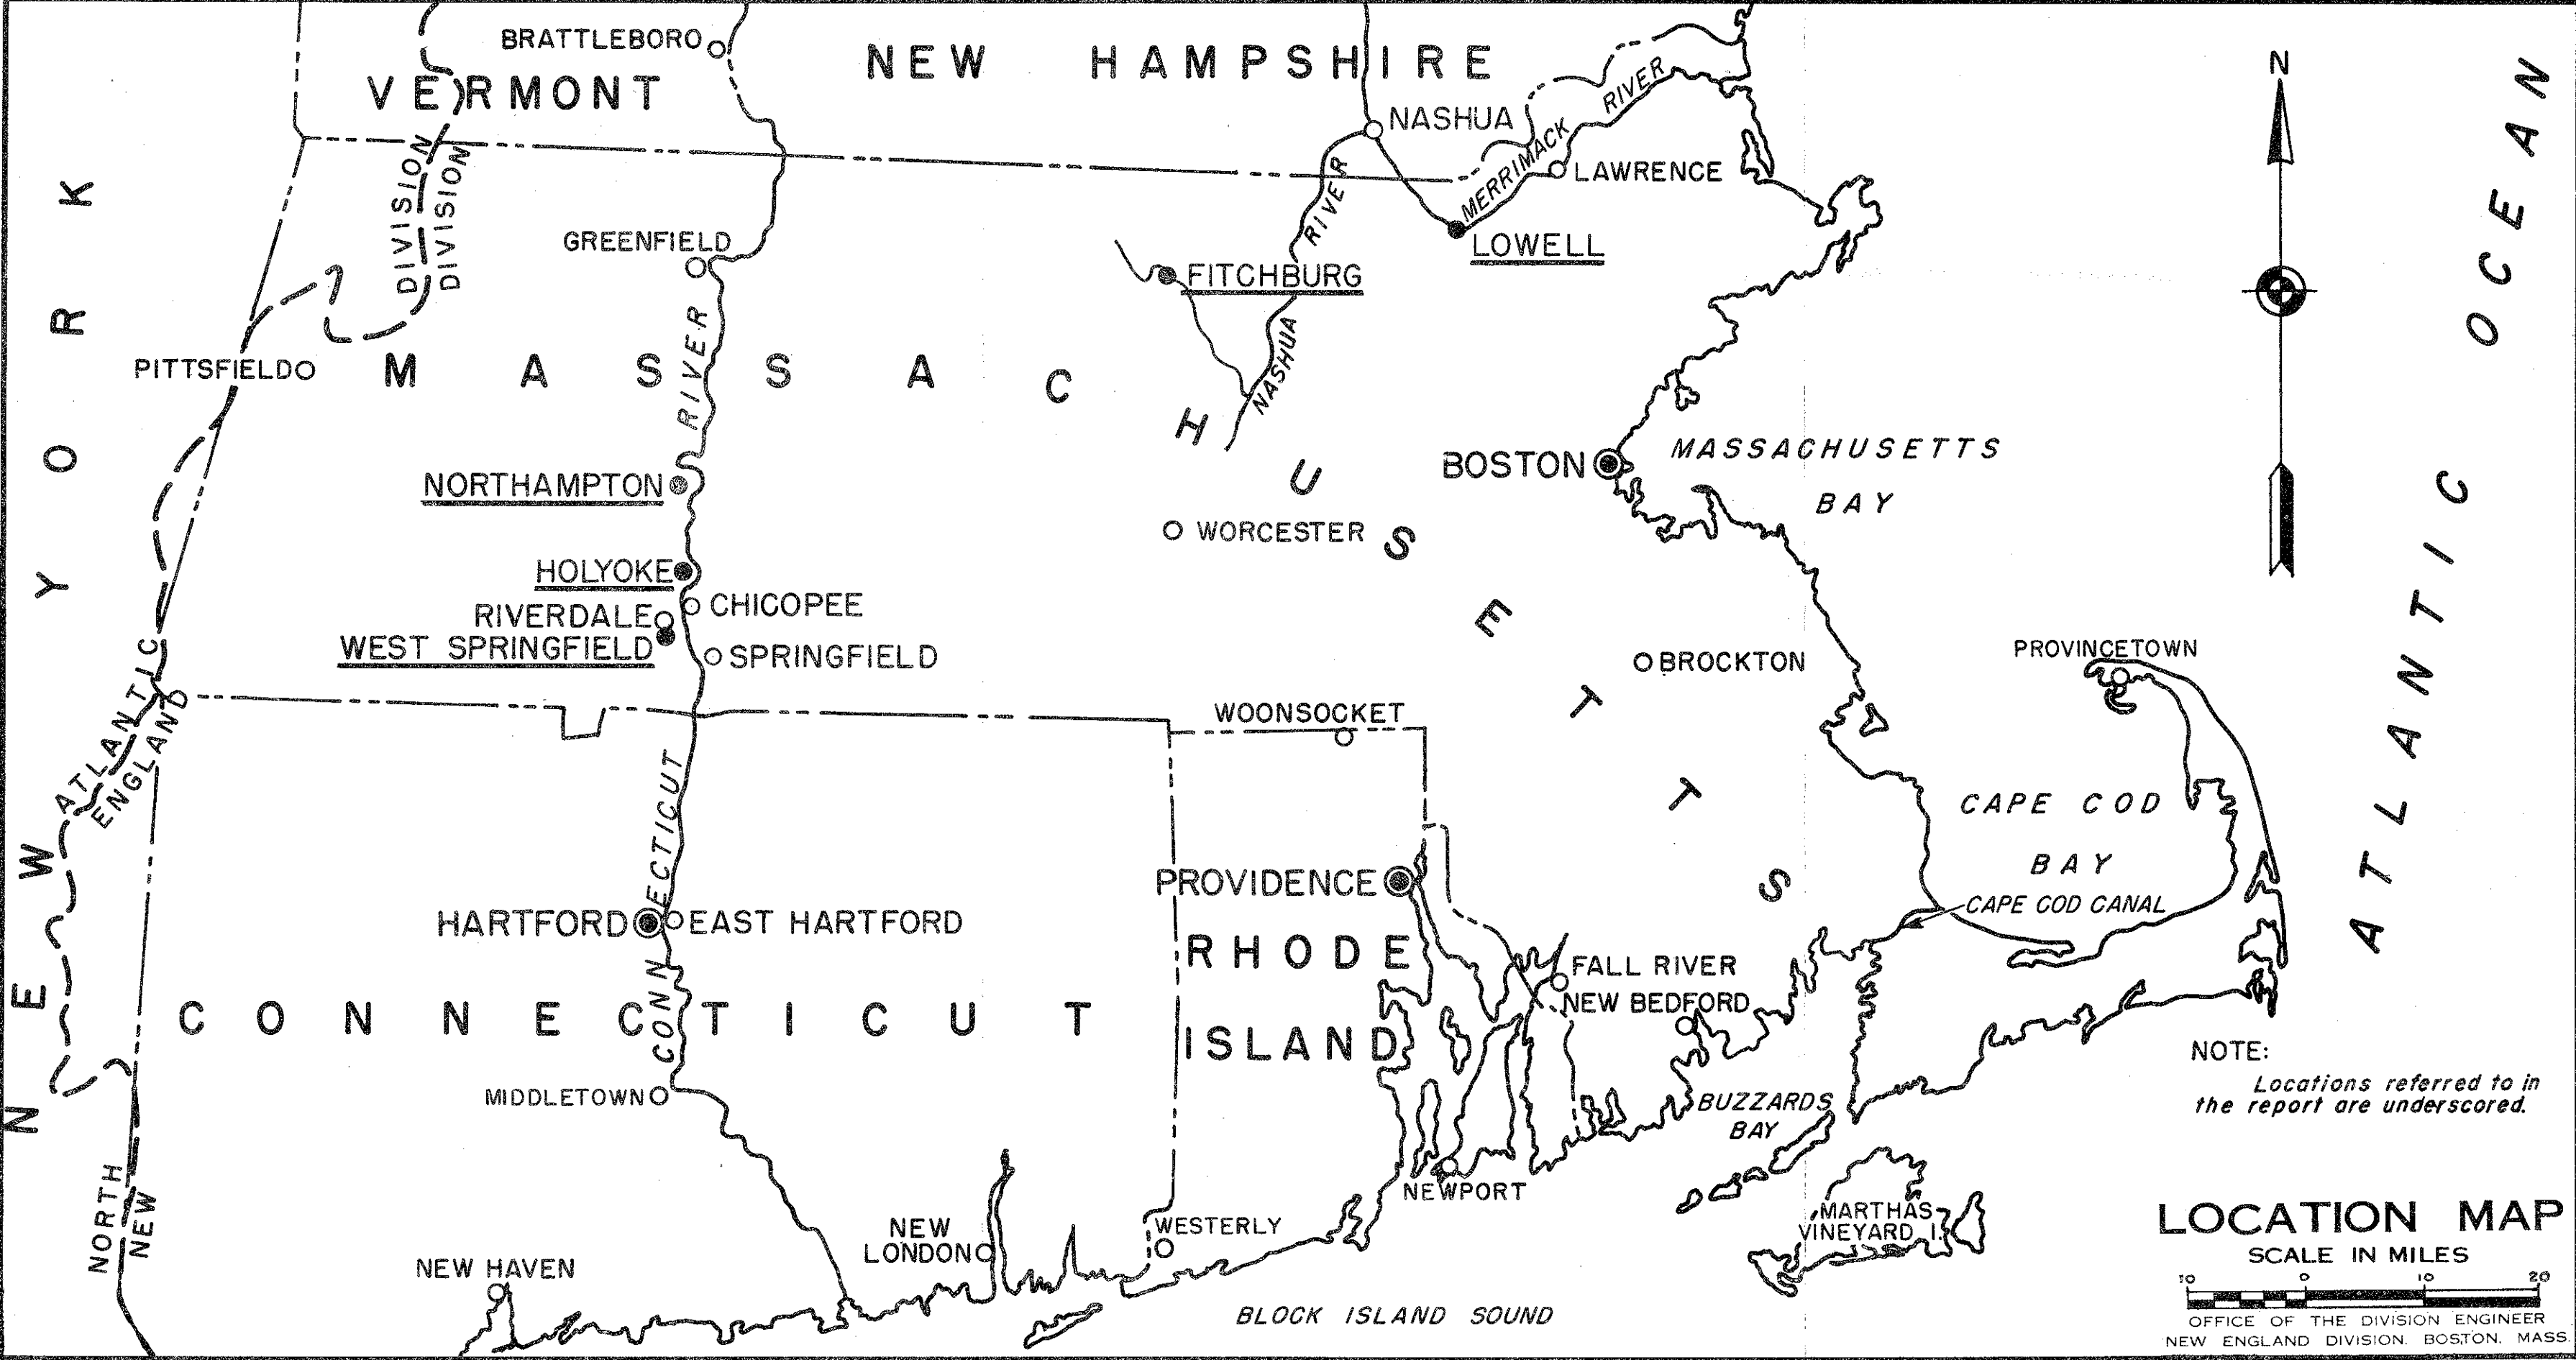 BRATTLEBORO
VERMONT
NEW HAMPSHIRE
NASHUA
MERRIMACK RIVER
LAWRENCE
LOWELL
N
ATLANTIC OCEAN
NEW YORK
DIVISION
DIVISION
GREENFIELD
FITCHBURG
NASHUA RIVER
PITTSFIELD
MASSACHUSETTS
NORTHAMPTON
BOSTON
MASSACHUSETTS
BAY
WORCESTER
HOLYOKE
CHICOPEE
RIVERDALE
WEST SPRINGFIELD
SPRINGFIELD
BROCKTON
PROVINCETOWN
NORTH ATLANTIC
NEW ENGLAND
WOONSOCKET
CONNECTICUT RIVER
CAPE COD
BAY
CAPE COD CANAL
PROVIDENCE
HARTFORD
EAST HARTFORD
RHODE
ISLAND
FALL RIVER
NEW BEDFORD
CONNECTICUT
MIDDLETOWN
BUZZARDS
BAY
NOTE:
Locations referred to in
the report are underscored.
NEWPORT
MARTHAS
VINEYARD I.
NEW
LONDON
WESTERLY
NEW HAVEN
BLOCK ISLAND SOUND
LOCATION MAP
SCALE IN MILES
10 0 10 20
OFFICE OF THE DIVISION ENGINEER
NEW ENGLAND DIVISION. BOSTON. MASS.